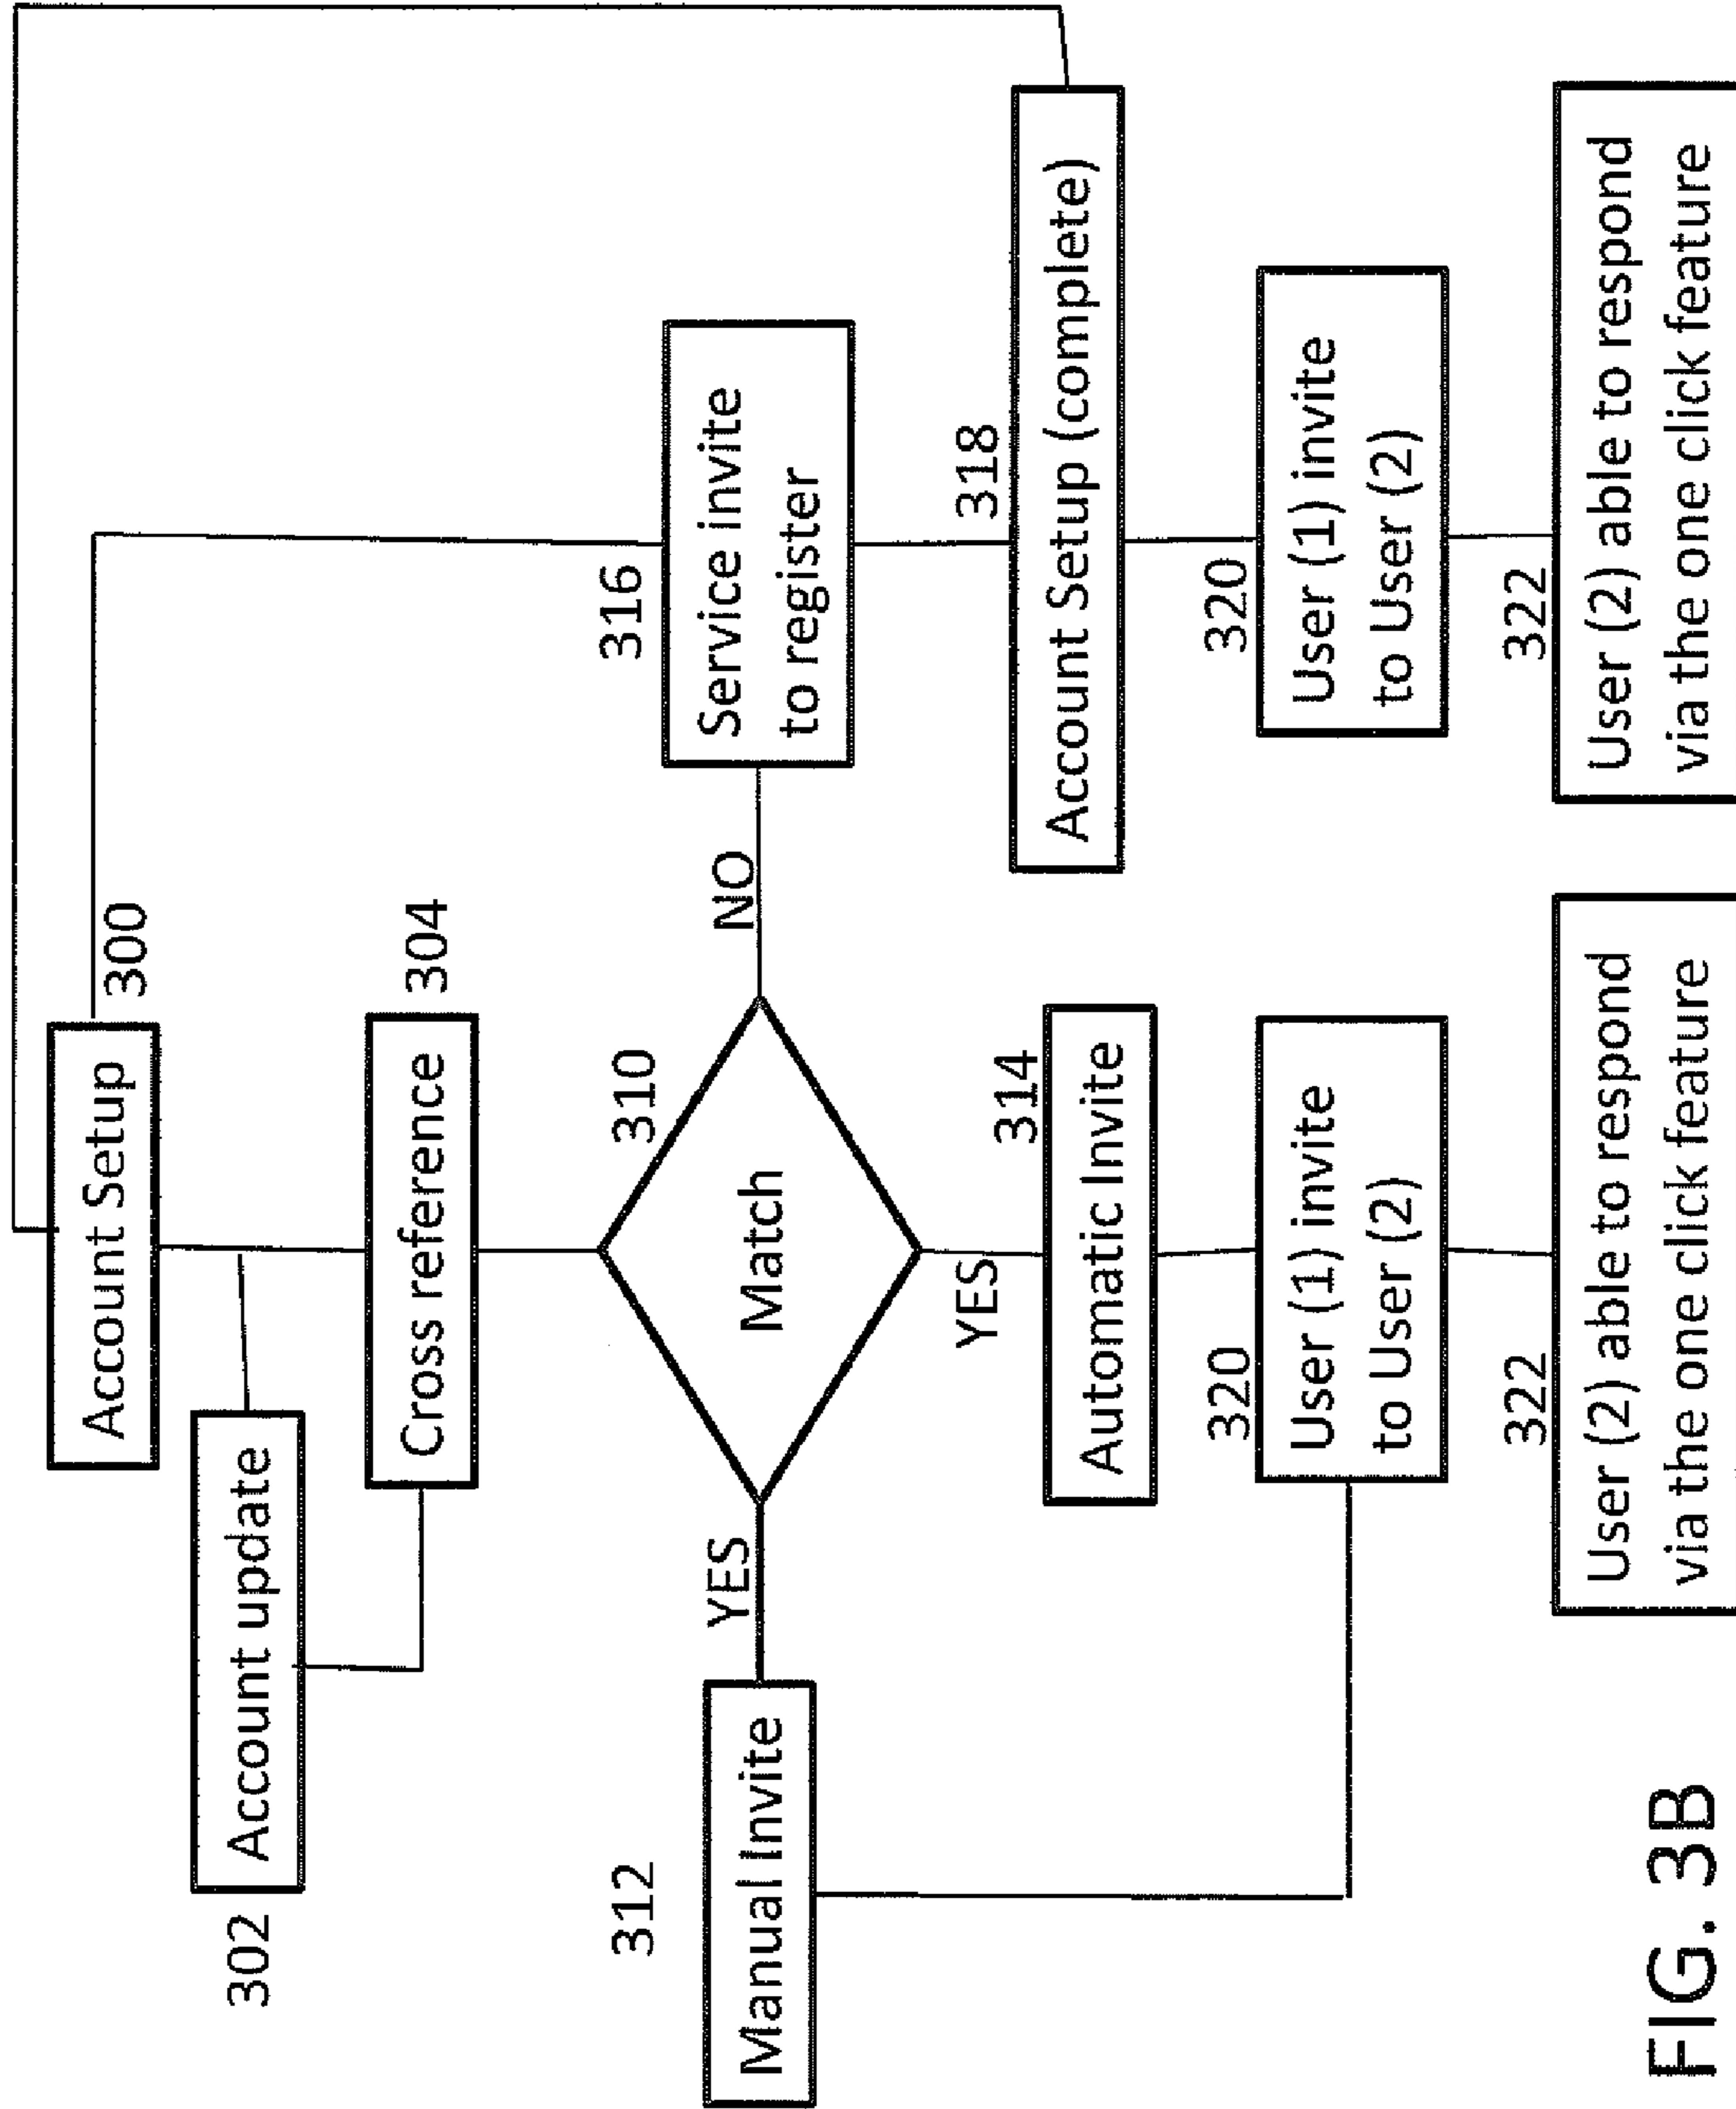 300
Account Setup
302
Account update
304
Cross reference
310
Match
YES
NO
YES
312
Manual Invite
314
Automatic Invite
316
Service invite
to register
318
Account Setup (complete)
320
User (1) invite
to User (2)
320
User (1) invite
to User (2)
322
User (2) able to respond
via the one click feature
322
User (2) able to respond
via the one click feature
FIG. 3B